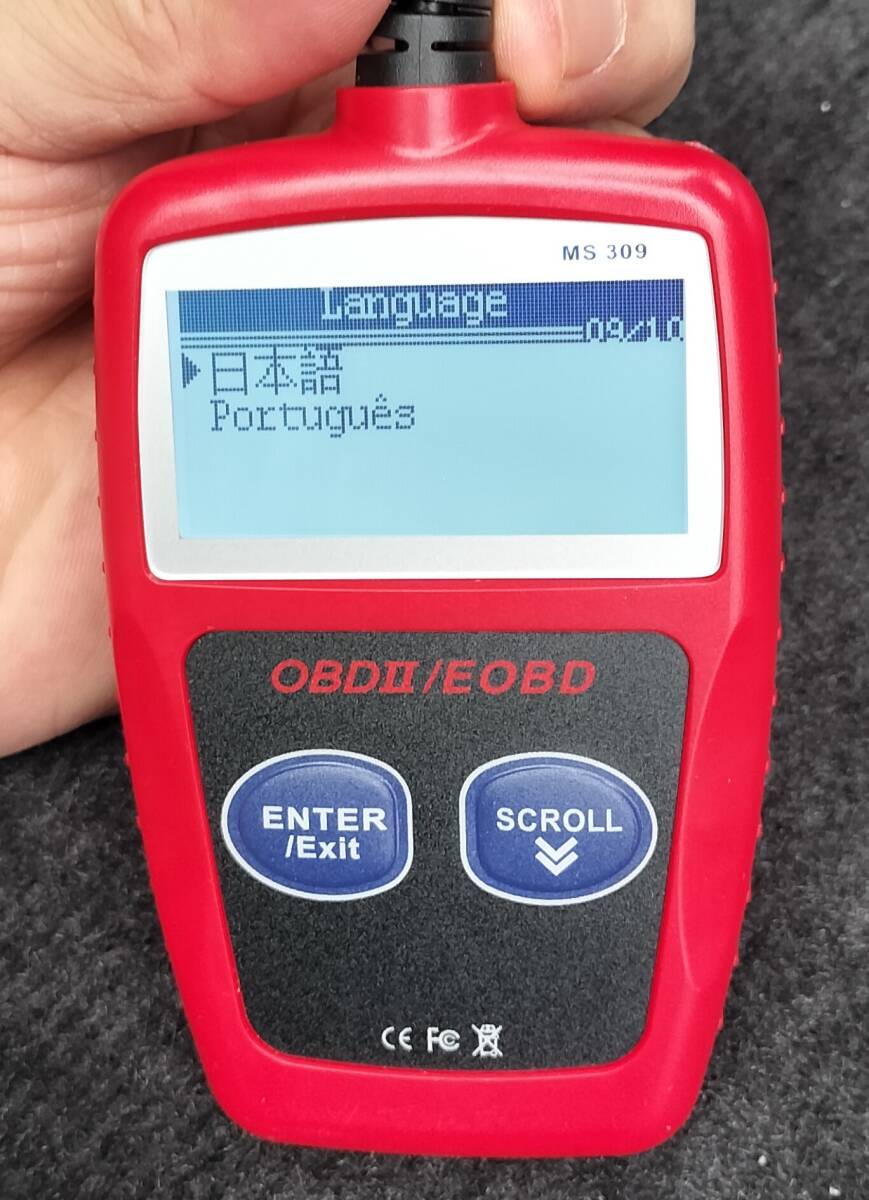 MS 309
Language
09/10
日本語
Português
OBDII/EOBD
ENTER
/Exit
SCROLL
CE FC